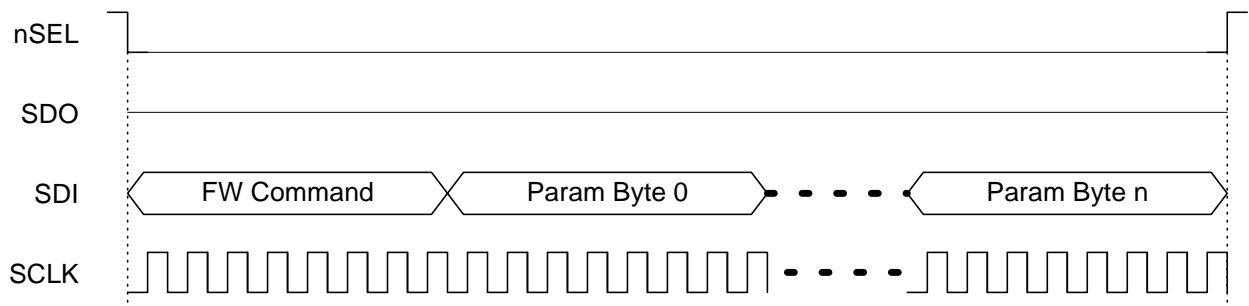 nSEL
SDO
SDI FW Command Param Byte 0 Param Byte n
SCLK